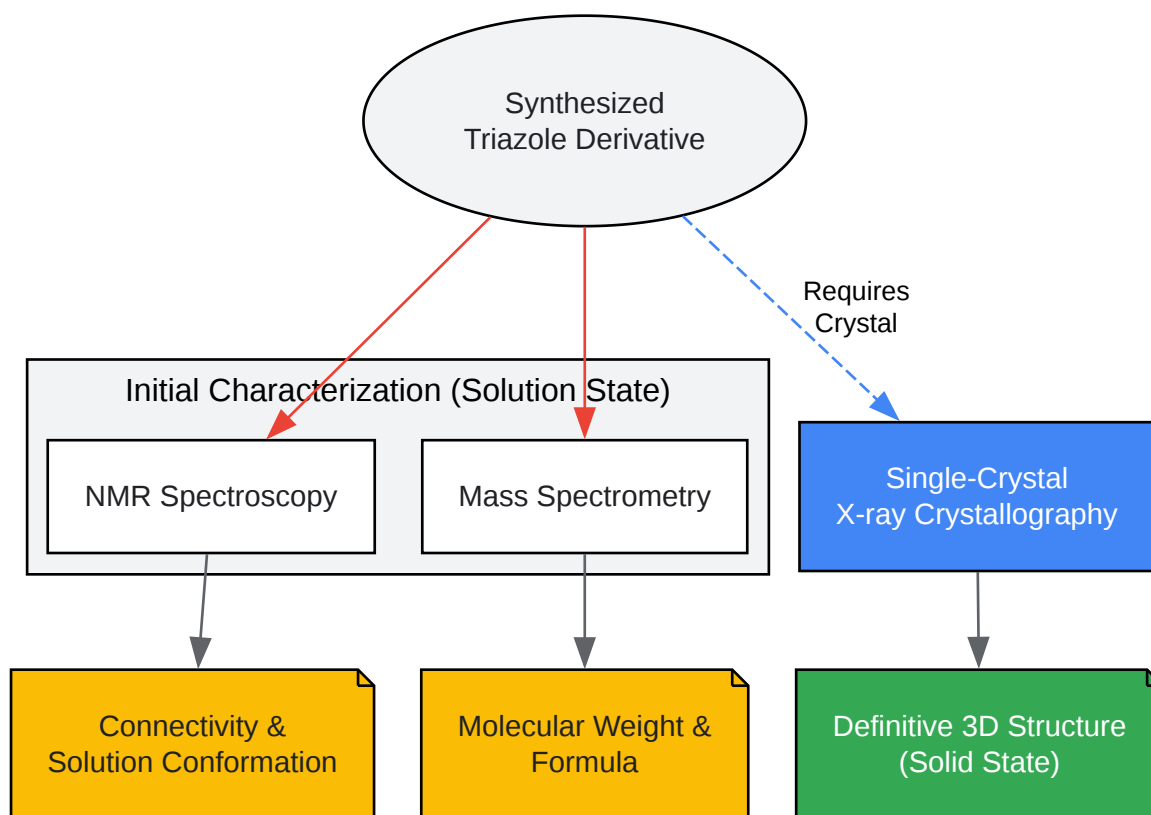 Synthesized
Triazole Derivative
Requires
Crystal
Initial Characterization (Solution State)
NMR Spectroscopy
Mass Spectrometry
Single-Crystal
X-ray Crystallography
Connectivity &
Solution Conformation
Molecular Weight &
Formula
Definitive 3D Structure
(Solid State)